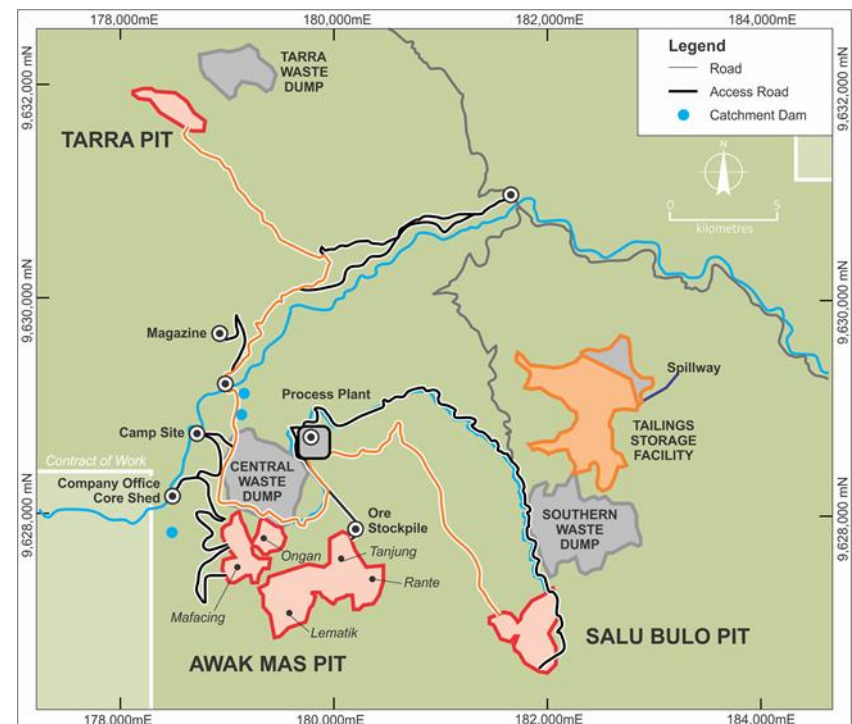 178,000mE
180,000mE
182,000mE
184,000mE
9,632,000 mN
9,630,000 mN
9,628,000 mN
9,632,000 mN
9,630,000 mN
9,628,000 mN
Legend
Road
Access Road
Catchment Dam
N
0
5
kilometres
TARRA
WASTE
DUMP
TARRA PIT
Magazine
Process Plant
Spillway
Camp Site
TAILINGS
STORAGE
FACILITY
Contract of Work
CENTRAL
WASTE
DUMP
Company Office
Core Shed
Ore
Stockpile
SOUTHERN
WASTE
DUMP
Ongan
Tanjung
Rante
Mafacing
Lematik
SALU BULO PIT
AWAK MAS PIT
178,000mE
180,000mE
182,000mE
184,000mE